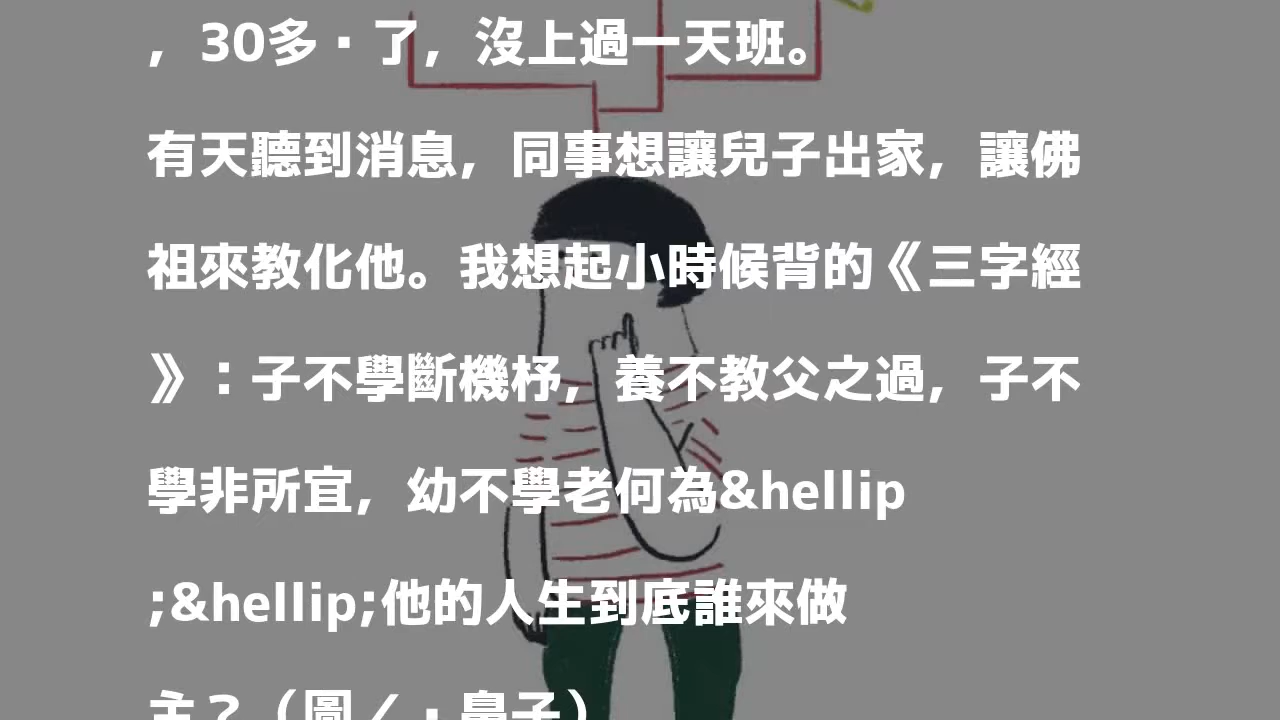 ，30多▪了，沒上過一天班。
有天聽到消息，同事想讓兒子出家，讓佛
祖來教化他。我想起小時候背的《三字經
》：子不學斷機杼，養不教父之過，子不
學非所宜，幼不學老何為&hellip
;&hellip;他的人生到底誰來做
主？（圖／▪鼻子）